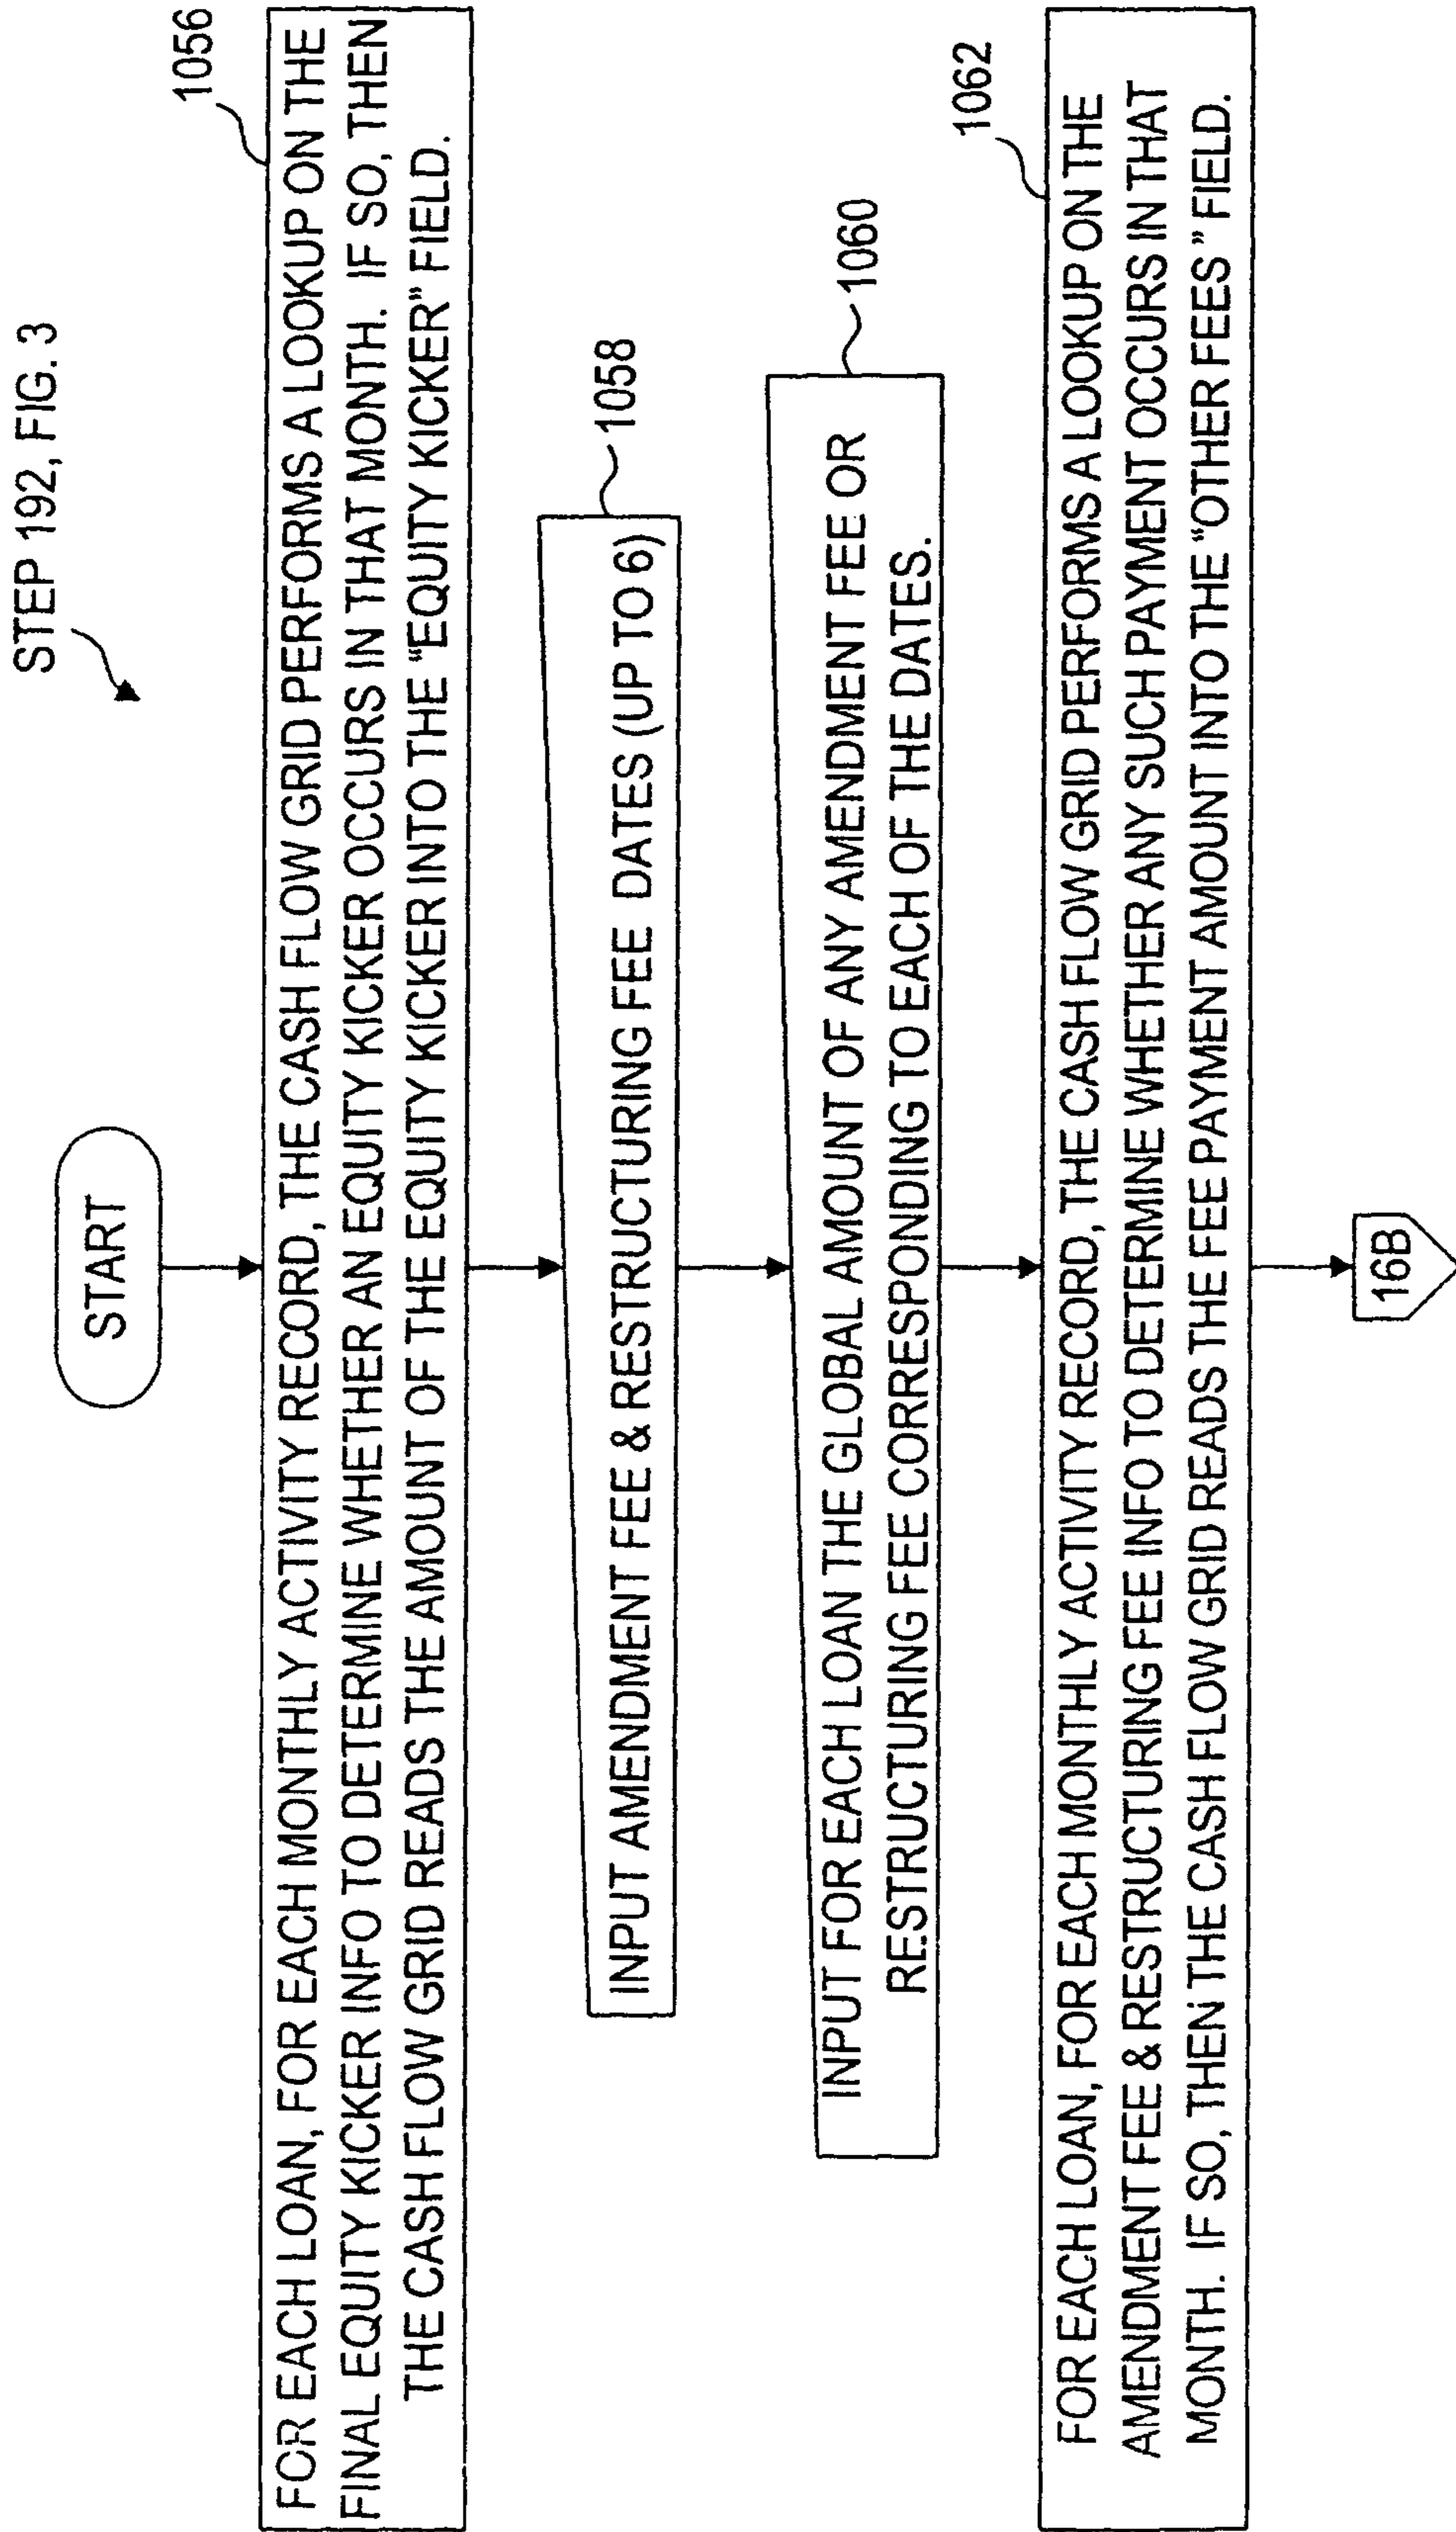 STEP 192, FIG. 3
START
1056
FOR EACH LOAN, FOR EACH MONTHLY ACTIVITY RECORD, THE CASH FLOW GRID PERFORMS A LOOKUP ON THE
FINAL EQUITY KICKER INFO TO DETERMINE WHETHER AN EQUITY KICKER OCCURS IN THAT MONTH. IF SO, THEN
THE CASH FLOW GRID READS THE AMOUNT OF THE EQUITY KICKER INTO THE "EQUITY KICKER" FIELD.
1058
INPUT AMENDMENT FEE & RESTRUCTURING FEE DATES (UP TO 6)
1060
INPUT FOR EACH LOAN THE GLOBAL AMOUNT OF ANY AMENDMENT FEE OR
RESTRUCTURING FEE CORRESPONDING TO EACH OF THE DATES.
1062
FOR EACH LOAN, FOR EACH MONTHLY ACTIVITY RECORD, THE CASH FLOW GRID PERFORMS A LOOKUP ON THE
AMENDMENT FEE & RESTRUCTURING FEE INFO TO DETERMINE WHETHER ANY SUCH PAYMENT OCCURS IN THAT
MONTH. IF SO, THEN THE CASH FLOW GRID READS THE FEE PAYMENT AMOUNT INTO THE "OTHER FEES" FIELD.
16B